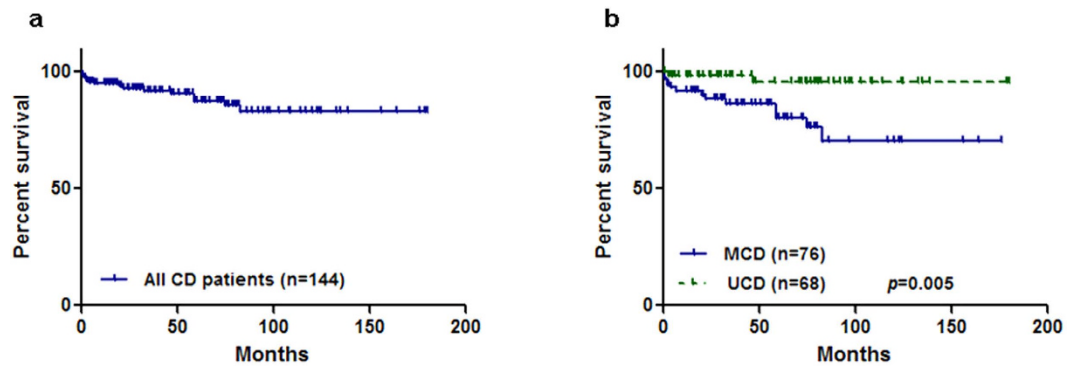 a
100
50
0
Percent survival
All CD patients (n=144)
0 50 100 150 200
Months
b
100
50
0
Percent survival
MCD (n=76)
UCD (n=68) p=0.005
0 50 100 150 200
Months